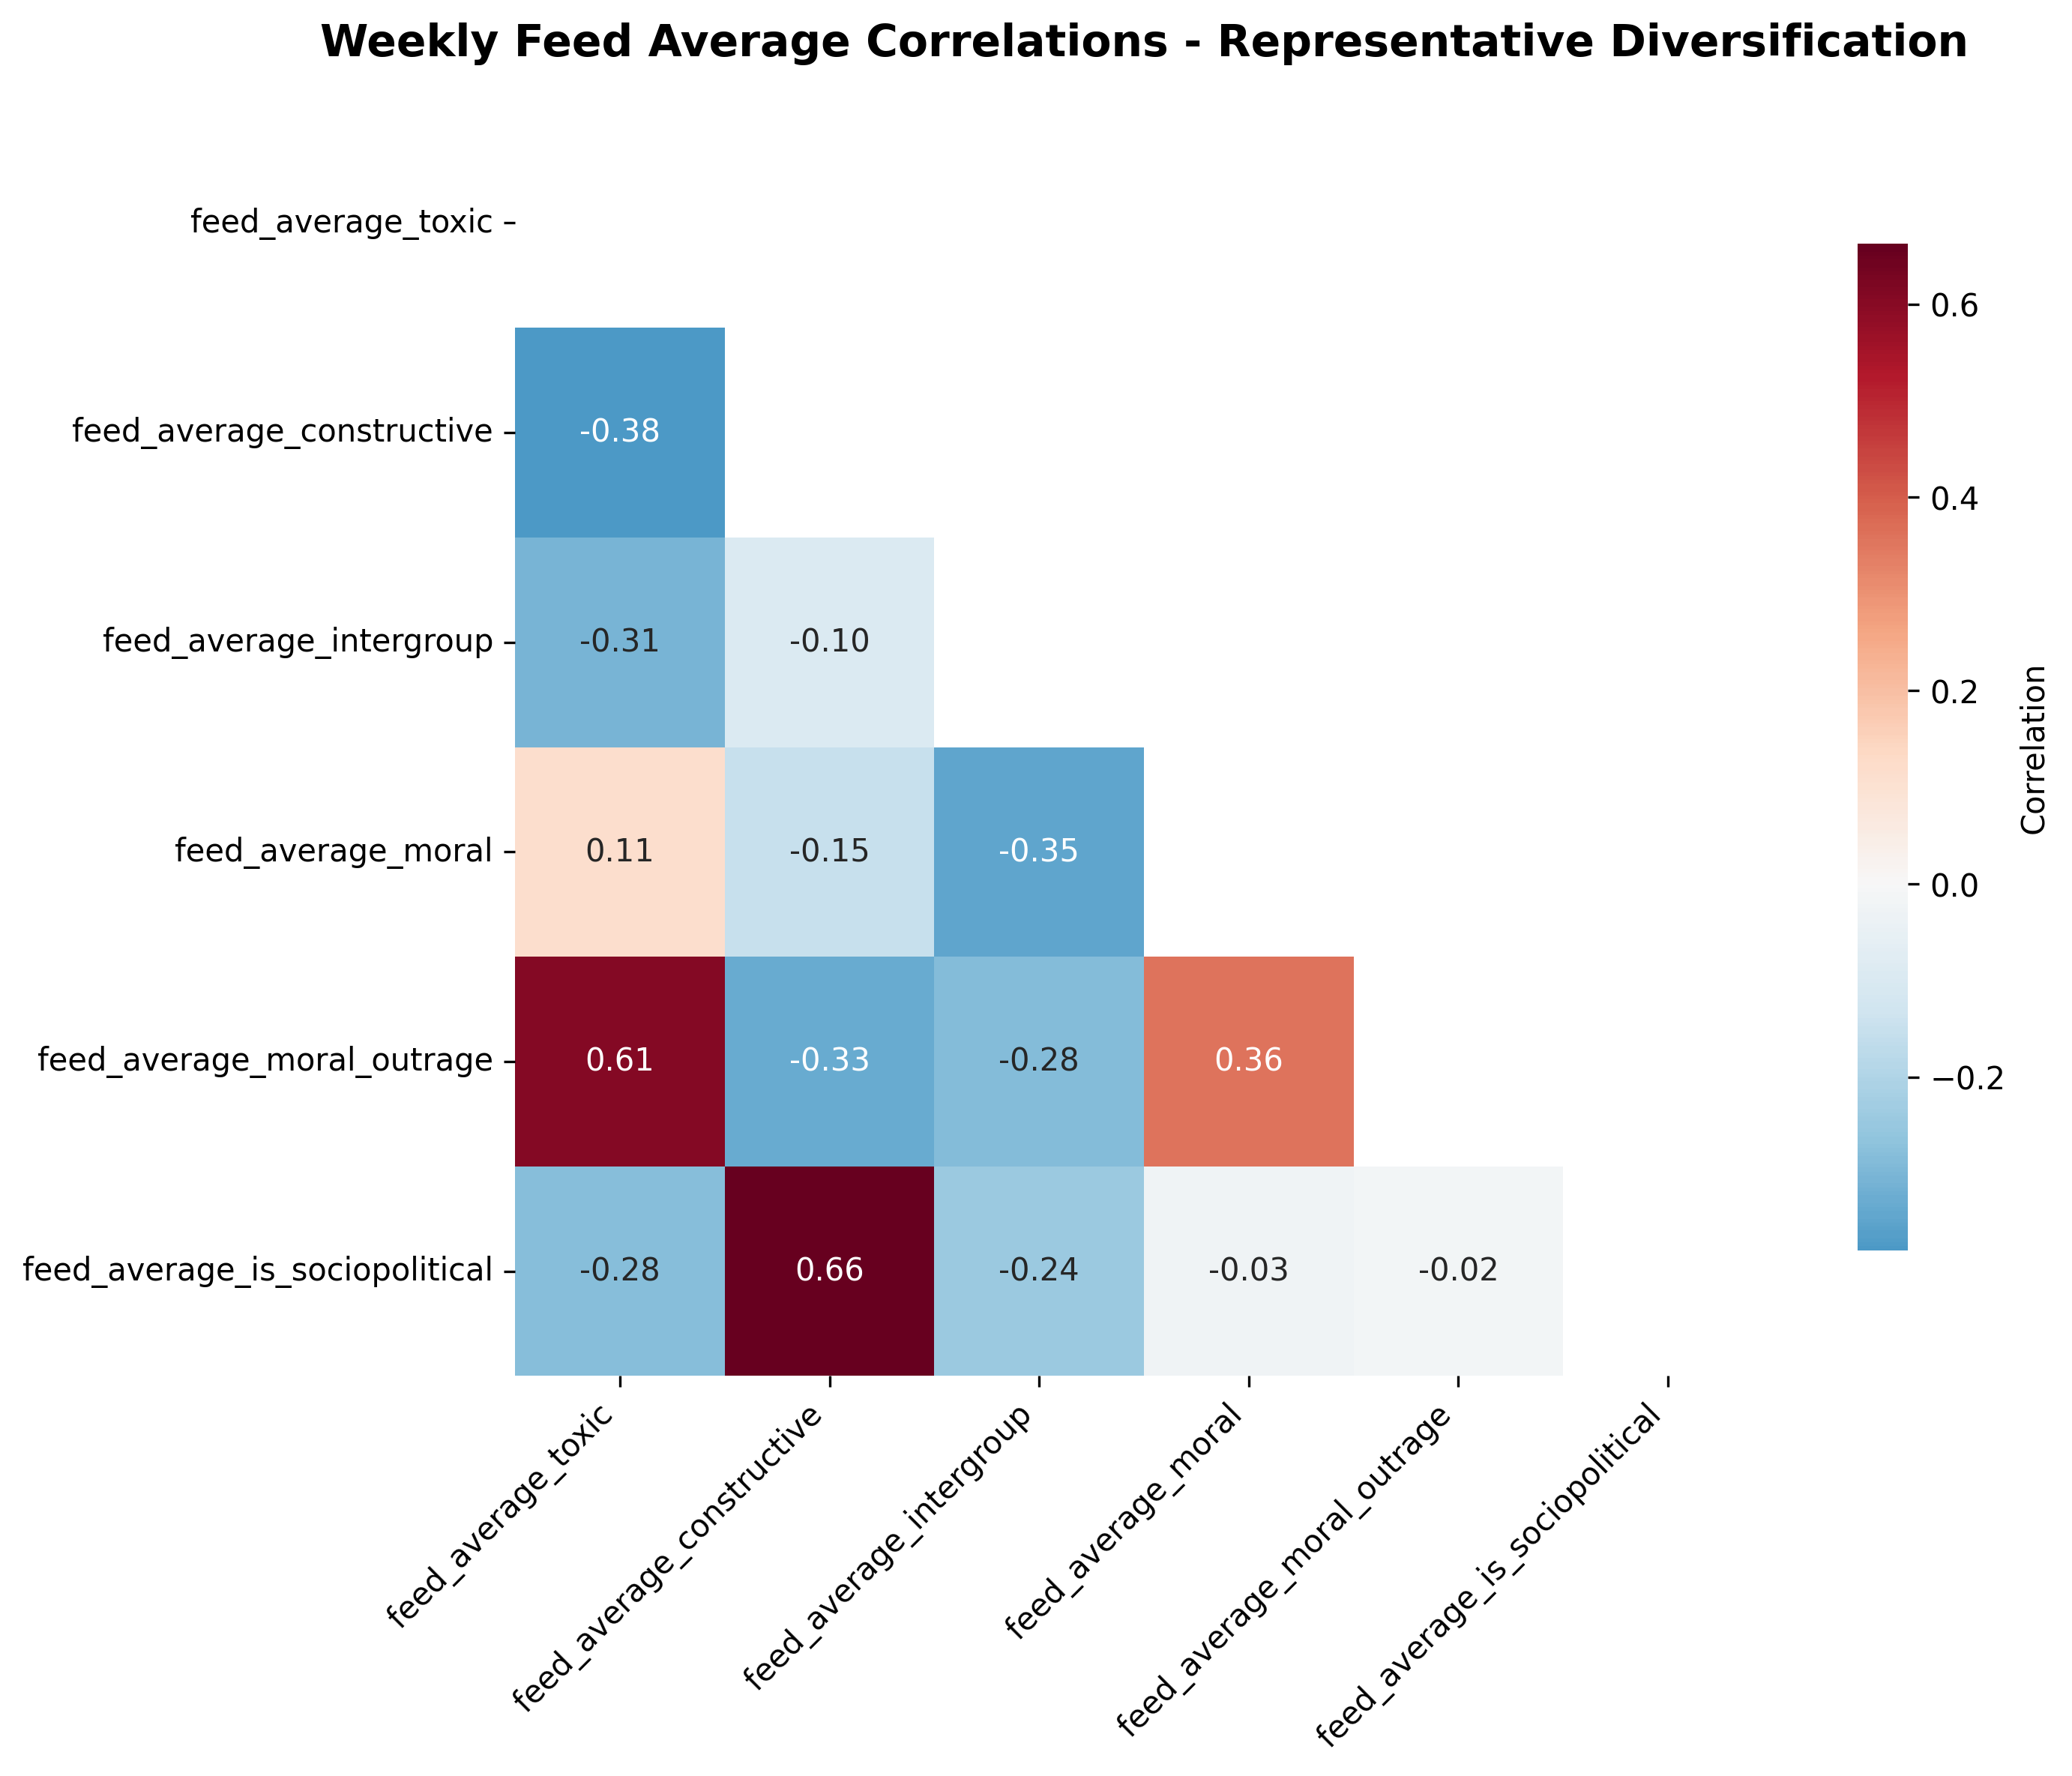 Weekly Feed Average Correlations - Representative Diversification
feed_average_toxic
feed_average_constructive
-0.38
feed_average_intergroup
-0.31 -0.10
feed_average_moral
0.11 -0.15 -0.35
feed_average_moral_outrage
0.61 -0.33 -0.28 0.36
feed_average_is_sociopolitical
-0.28 0.66 -0.24 -0.03 -0.02
feed_average_toxic
feed_average_constructive
feed_average_intergroup
feed_average_moral
feed_average_moral_outrage
feed_average_is_sociopolitical
0.6
0.4
0.2
0.0
−0.2
Correlation